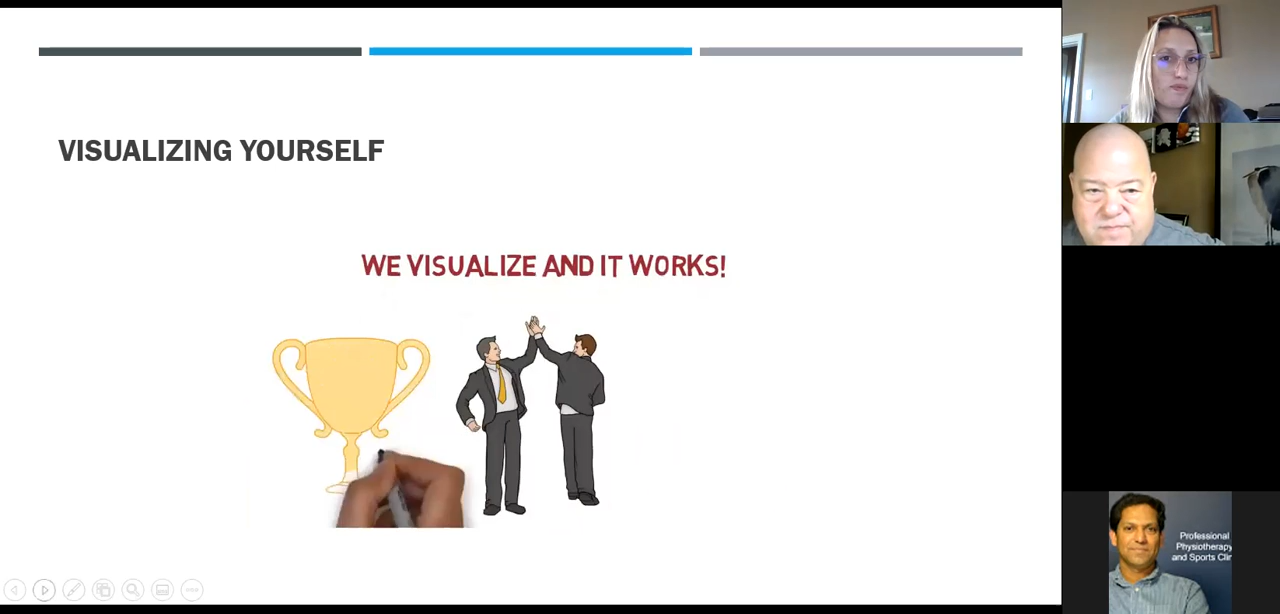 VISUALIZING YOURSELF
WE VISUALIZE AND IT WORKS!
Professional
Physiotherapy
and Sports Clin